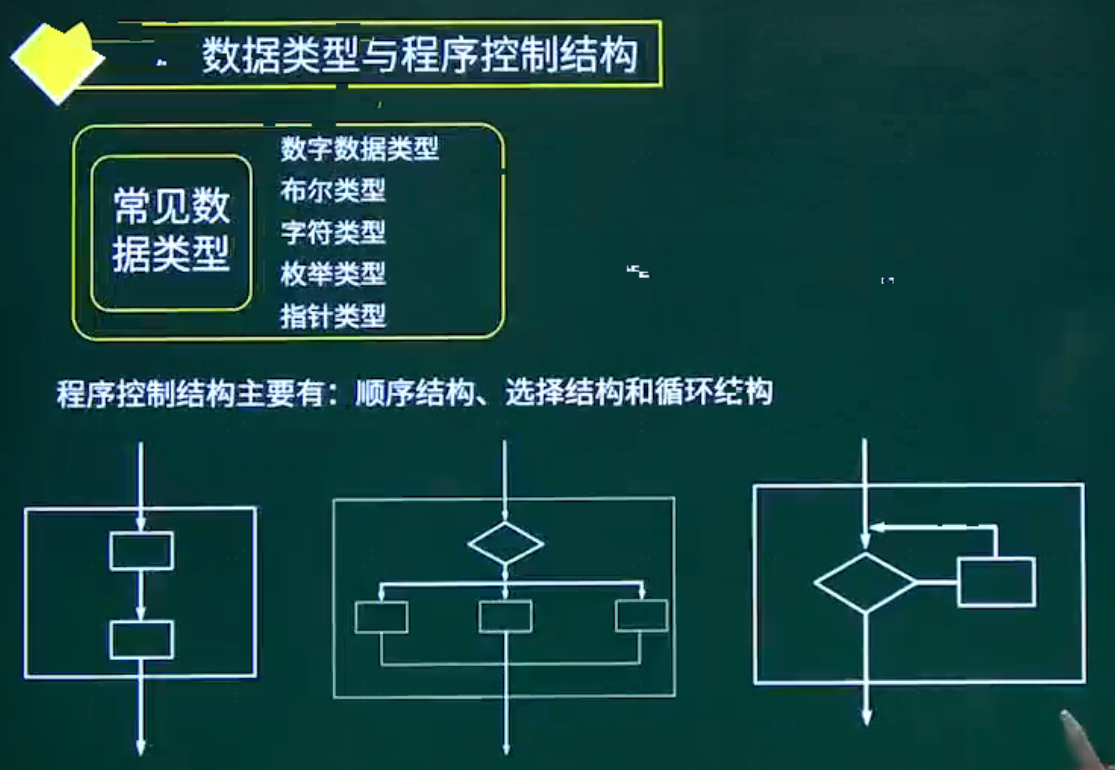 数据类型与程序控制结构
常见数
据类型
数字数据类型
布尔类型
字符类型
枚举类型
指针类型
程序控制结构主要有：顺序结构、选择结构和循环结构